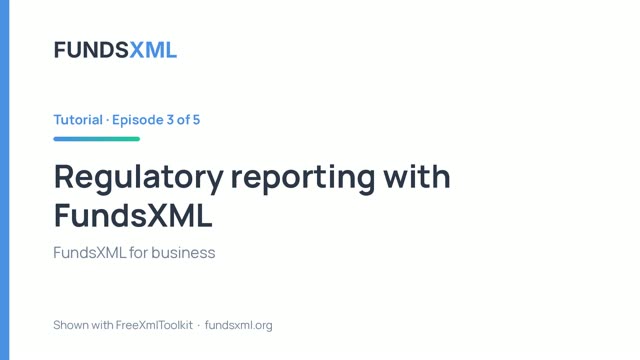 FUNDSXML
Tutorial · Episode 3 of 5
Regulatory reporting with
FundsXML
FundsXML for business
Shown with FreeXmlToolkit · fundsxml.org